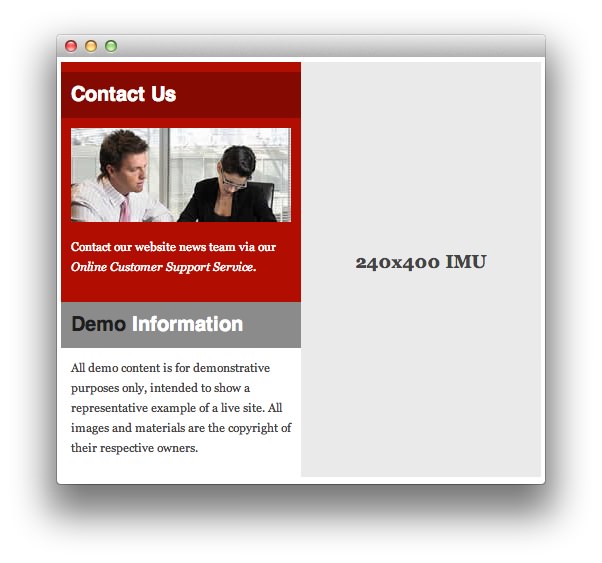 Contact Us
Contact our website news team via our
Online Customer Support Service.
Demo Information
All demo content is for demonstrative
purposes only, intended to show a
representative example of a live site. All
images and materials are the copyright of
their respective owners.
240x400 IMU